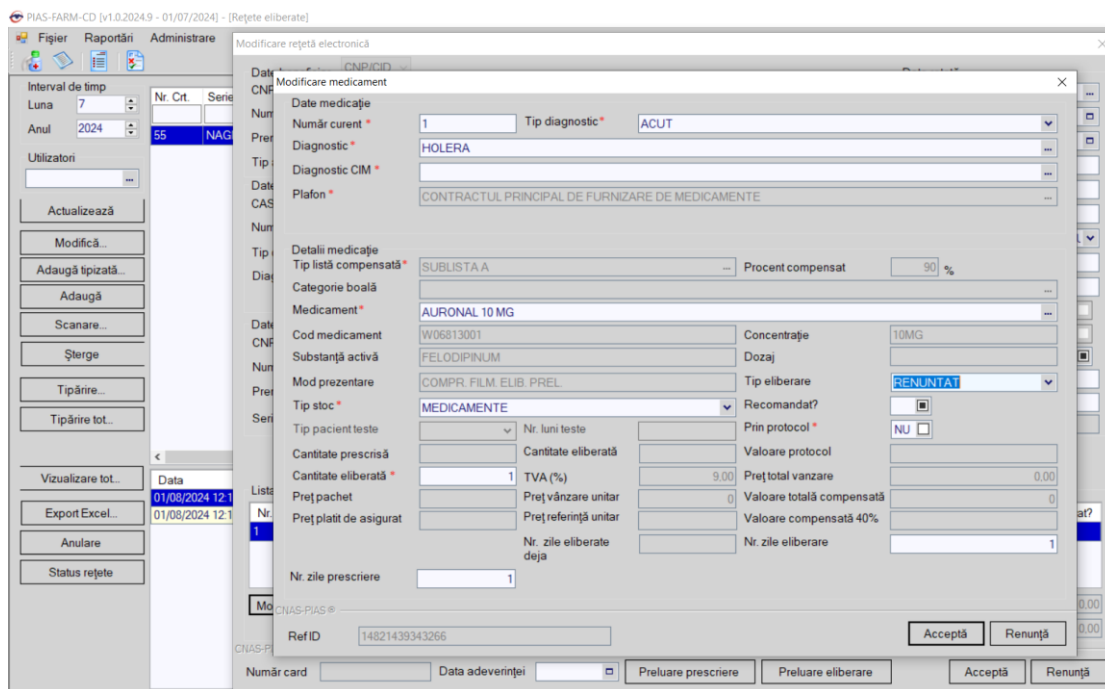 PIAS-FARM-CD [v1.0.2024.9 - 01/07/2024] - [Rețete eliberate]
Fișier Raportări Administrare
Modificare rețetă electronică
CNP/CID
Modificare medicament
Interval de timp
Luna 7
Anul 2024
Utilizatori
...
Actualizează
Modifică...
Adaugă tipizată...
Adaugă
Scanare...
Șterge
Tipărire...
Tipărire tot...
Vizualizare tot...
Export Excel...
Anulare
Status rețete
Nr. Crt. Serie
55
Data
01/08/2024 12:1
01/08/2024 12:1
Date medicație
Număr curent * 1 Tip diagnostic* ACUT
Diagnostic * HOLERA ...
Diagnostic CIM * ...
Plafon * CONTRACTUL PRINCIPAL DE FURNIZARE DE MEDICAMENTE ...
Detalii medicație
Tip listă compensată* SUBLISTA A ... Procent compensat 90 %
Categorie boală ...
Medicament* AURONAL 10 MG ...
Cod medicament W06813001 Concentrație 10MG
Substanță activă FELODIPINUM Dozaj
Mod prezentare COMPR. FILM. ELIB. PREL. Tip eliberare RENUNTAT
Tip stoc * MEDICAMENTE Recomandat?
Tip pacient teste Nr. luni teste Prin protocol * NU
Cantitate prescrisă Cantitate eliberată Valoare protocol
Cantitate eliberată * 1 TVA (%) 9,00 Preț total vanzare 0,00
Preț pachet Preț vânzare unitar 0 Valoare totală compensată 0
Preț platit de asigurat Preț referință unitar Valoare compensată 40%
Nr. zile eliberate deja Nr. zile eliberare 1
Nr. zile prescriere 1
CNAS-PIAS ®
Ref ID 14821439343266 Acceptă Renunță
Număr card Data adeverinței Preluare prescriere Preluare eliberare Acceptă Renunță